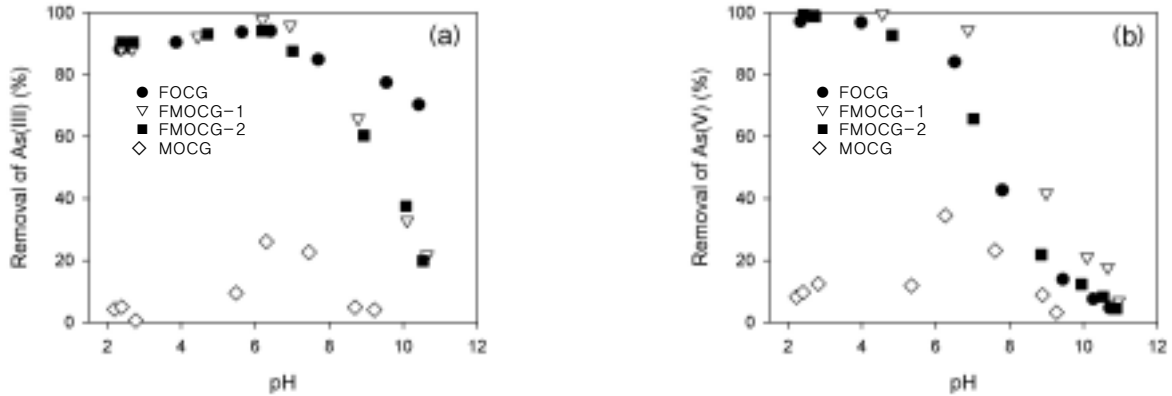 (a)
Removal of As(III) (%)
100
80
60
40
20
0
FOCG
FMOCG-1
FMOCG-2
MOCG
2 4 6 8 10 12
pH
(b)
Removal of As(V) (%)
100
80
60
40
20
0
FOCG
FMOCG-1
FMOCG-2
MOCG
2 4 6 8 10 12
pH